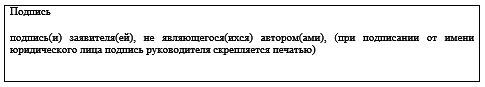 Подпись
подпись(и) заявителя(ей), не являющегося(ихся) автором(ами), (при подписании от имени
юридического лица подпись руководителя скрепляется печатью)